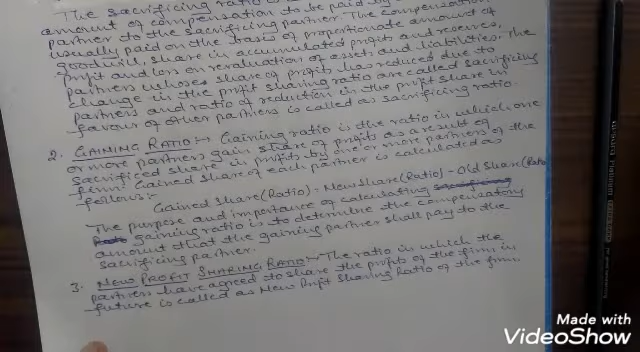 The sacrificing ratio is
amount of compensation to be paid by
partner to the sacrificing partner. The compensation
usually paid on the basis of proportionate amount of
goodwill, share in accumulated profits and reserves,
profit and loss on revaluation of assets and liabilities. The
partners whose share of profits has reduced due to
change in the profit sharing ratio are called sacrificing
partners and ratio of reduction in the profit share in
favour of other partners is called as sacrificing ratio.
2. GAINING RATIO:- Gaining ratio is the ratio in which one
or more partners gain share of profits as a result of
sacrificed share in profits by one or more partners of the
firm. Gained share of each partner is calculated as
follows:-
Gained Share (Ratio) = New Share (Ratio) - Old Share (Ratio
The purpose and importance of calculating
gaining ratio is to determine the compensatory
amount that the gaining partner shall pay to the
sacrificing partner.
3. NEW PROFIT SHARING RATIO:- The ratio in which the
partners have agreed to share the profits of the firm in
future is called as New Profit Sharing Ratio of the firm.
Made with
VideoShow